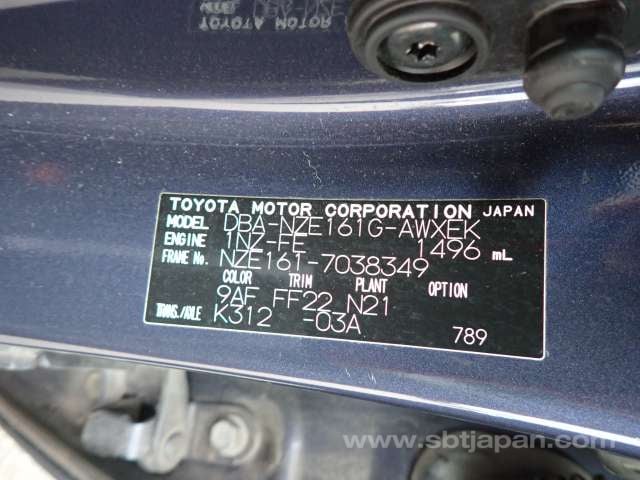 TOYOTA MOTOR CORPORATION JAPAN
MODEL DBA-NZE161G-AWXEK
ENGINE 1NZ-FE 1496 mL
FRAME No. NZE161-7038349
COLOR TRIM PLANT OPTION
9AF FF22 N21
TRANS./AXLE K312 -03A 789
www.sbtjapan.com